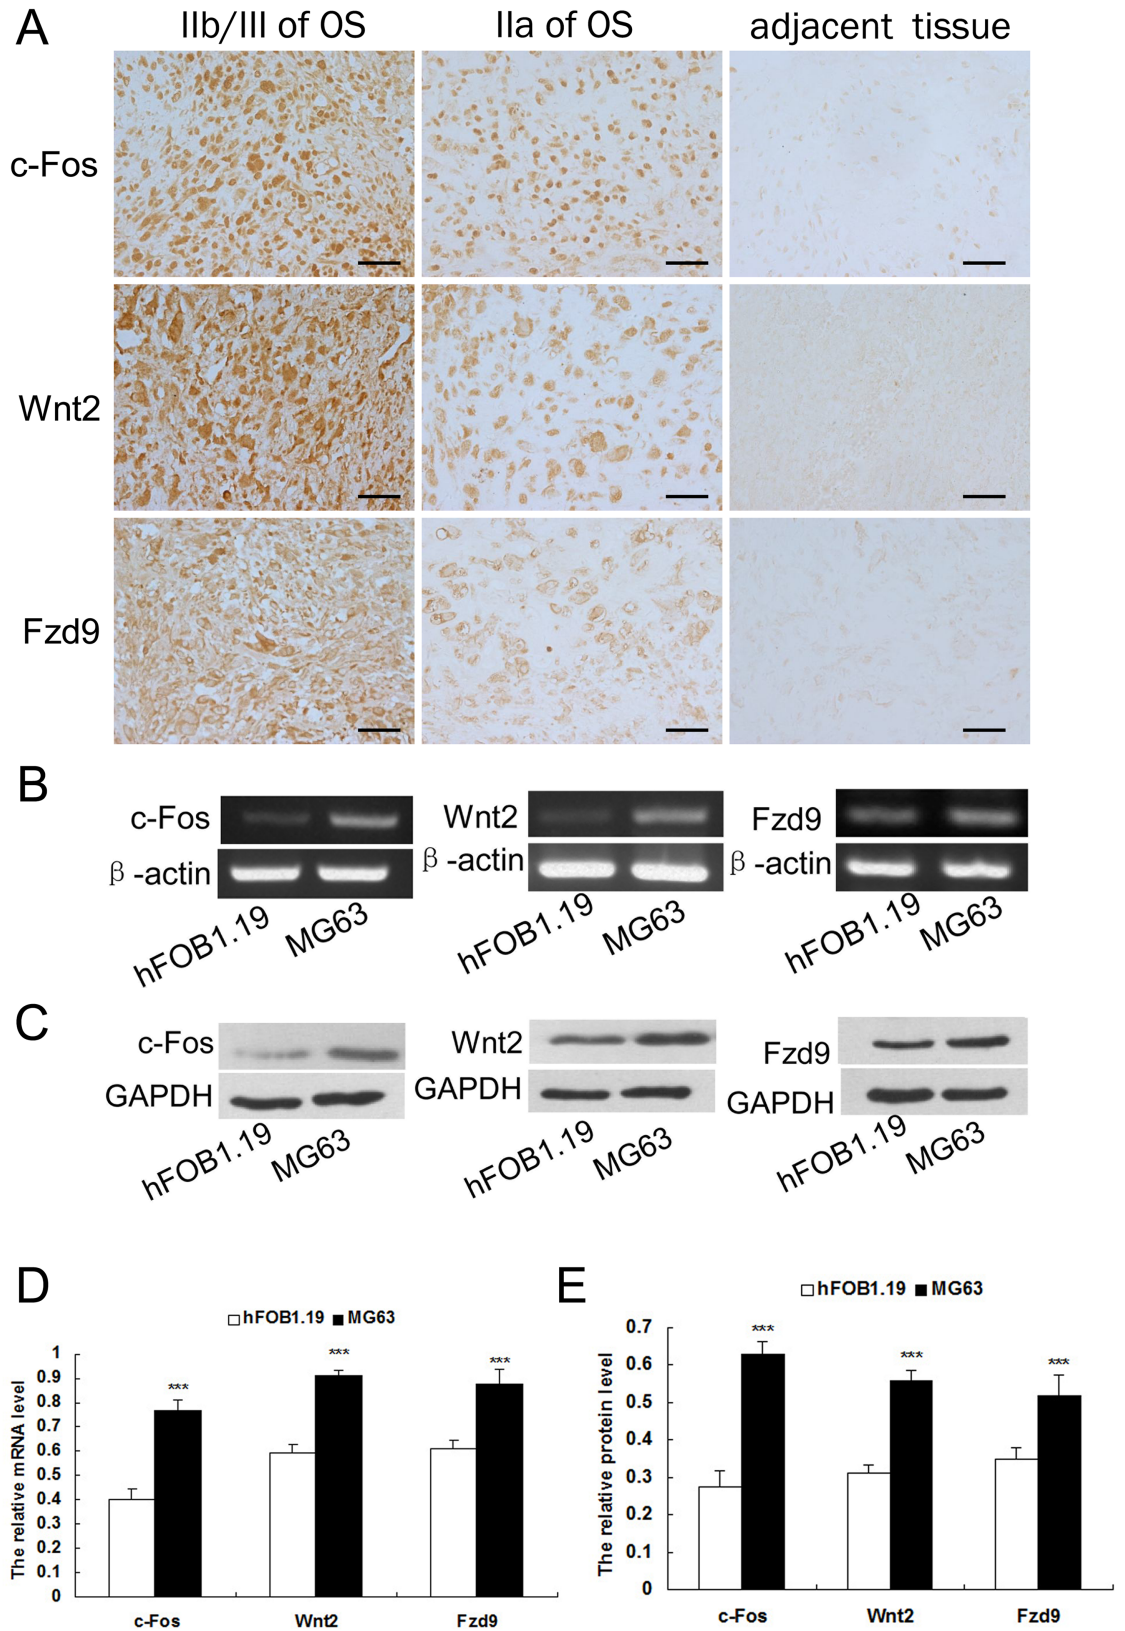 A
IIb/III of OS
IIa of OS
adjacent tissue
c-Fos
Wnt2
Fzd9
B
c-Fos
β-actin
hFOB1.19
MG63
Wnt2
β-actin
hFOB1.19
MG63
Fzd9
β-actin
hFOB1.19
MG63
C
c-Fos
GAPDH
hFOB1.19
MG63
Wnt2
GAPDH
hFOB1.19
MG63
Fzd9
GAPDH
hFOB1.19
MG63
D
hFOB1.19 MG63
The relative mRNA level
1
0.9
0.8
0.7
0.6
0.5
0.4
0.3
0.2
0.1
0
***
***
***
c-Fos
Wnt2
Fzd9
E
hFOB1.19 MG63
The relative protein level
0.7
0.6
0.5
0.4
0.3
0.2
0.1
0
***
***
***
c-Fos
Wnt2
Fzd9